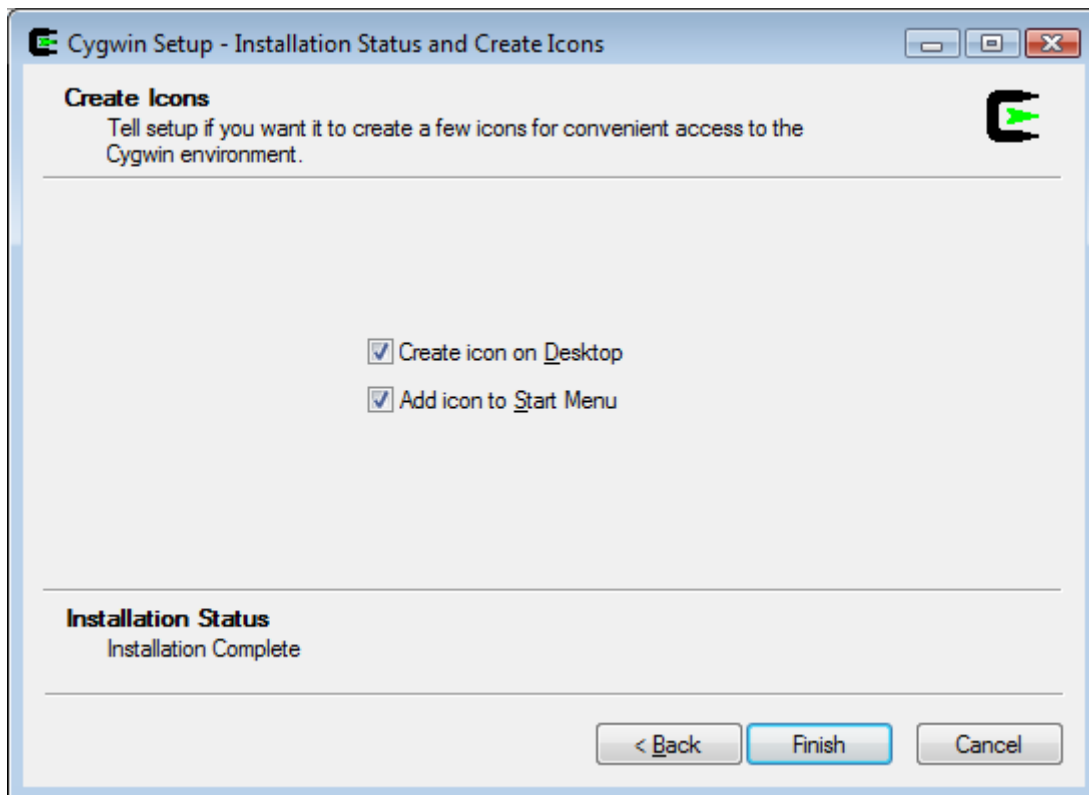 Cygwin Setup - Installation Status and Create Icons
Create Icons
Tell setup if you want it to create a few icons for convenient access to the
Cygwin environment.
Create icon on Desktop
Add icon to Start Menu
Installation Status
Installation Complete
< Back Finish Cancel